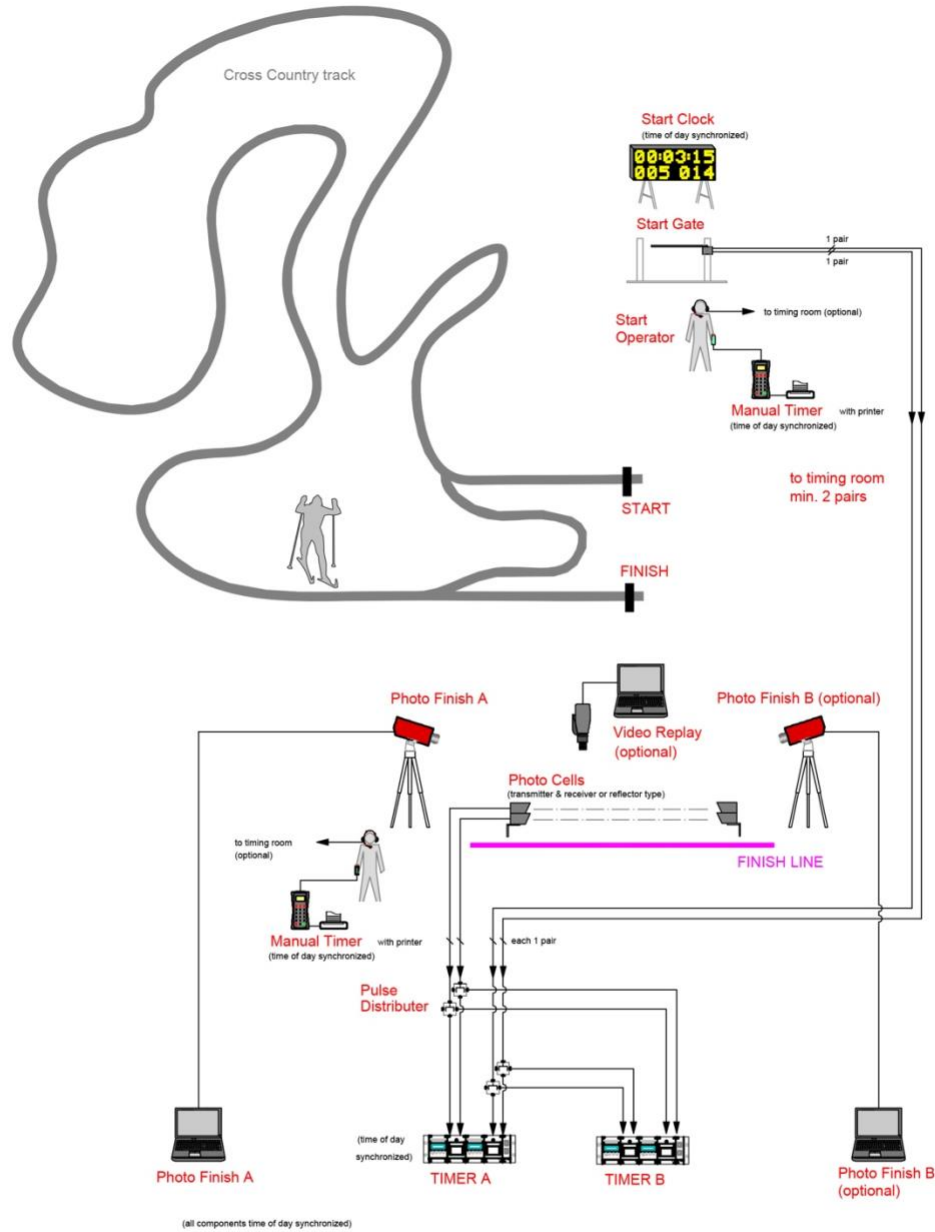 Cross Country track
Start Clock
(time of day synchronized)
00:03:15
005 014
Start Gate
1 pair
1 pair
Start
Operator
to timing room (optional)
Manual Timer with printer
(time of day synchronized)
to timing room
min. 2 pairs
START
FINISH
Photo Finish A
Video Replay
(optional)
Photo Finish B (optional)
Photo Cells
(transmitter & receiver or reflector type)
FINISH LINE
to timing room
(optional)
Manual Timer with printer
(time of day synchronized)
each 1 pair
Pulse
Distributer
(time of day
synchronized)
Photo Finish A
TIMER A
TIMER B
Photo Finish B
(optional)
(all components time of day synchronized)